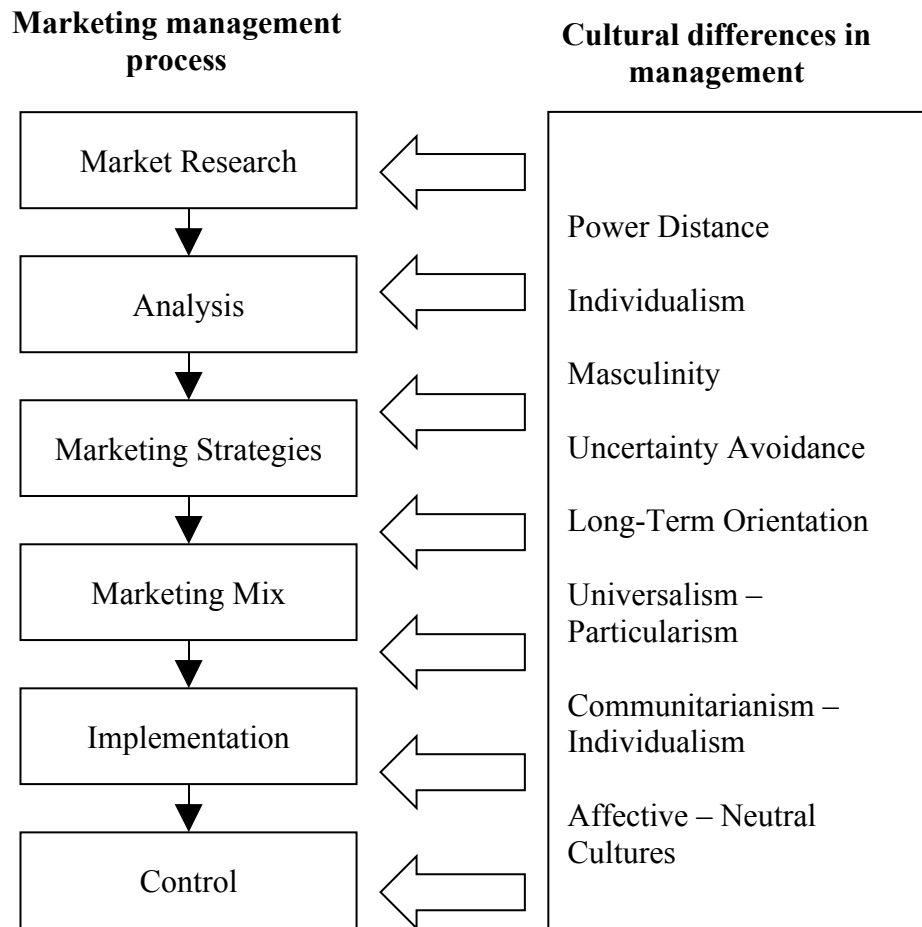 Marketing management
process
Market Research
Analysis
Marketing Strategies
Marketing Mix
Implementation
Control
Cultural differences in
management
Power Distance
Individualism
Masculinity
Uncertainty Avoidance
Long-Term Orientation
Universalism –
Particularism
Communitarianism –
Individualism
Affective – Neutral
Cultures